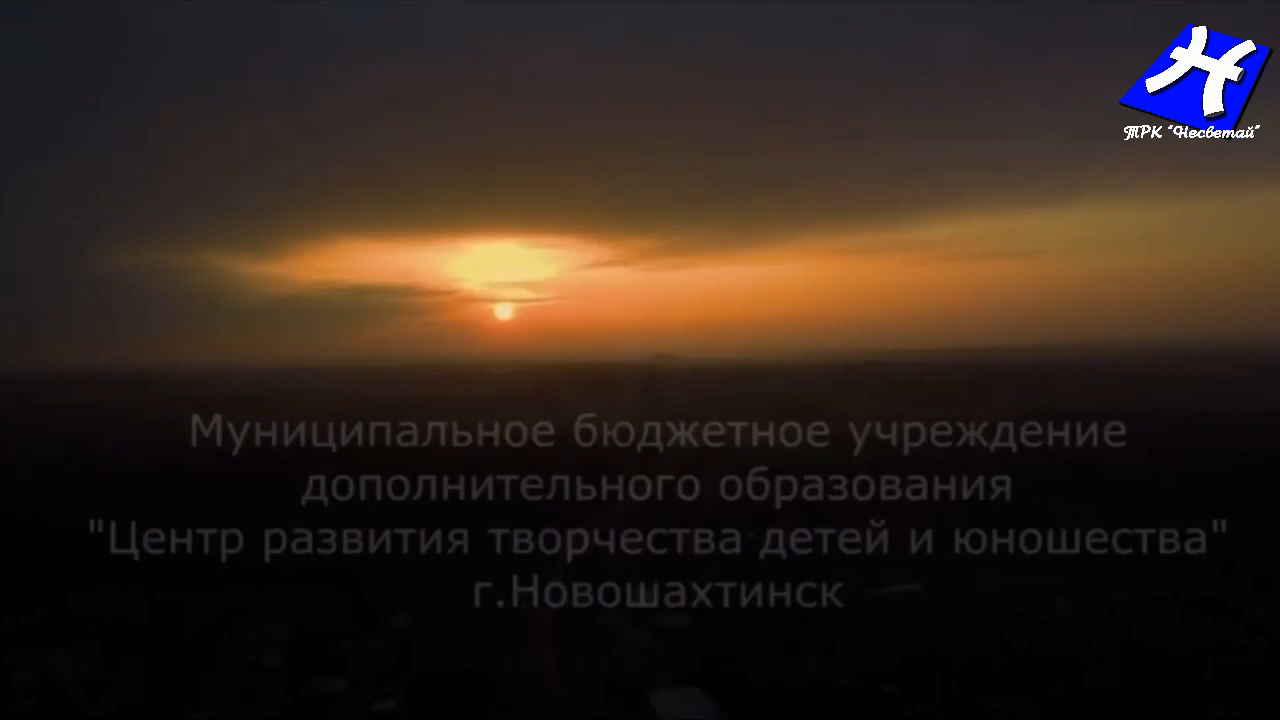 ТРК "Несветай"
Муниципальное бюджетное учреждение
дополнительного образования
"Центр развития творчества детей и юношества"
г.Новошахтинск